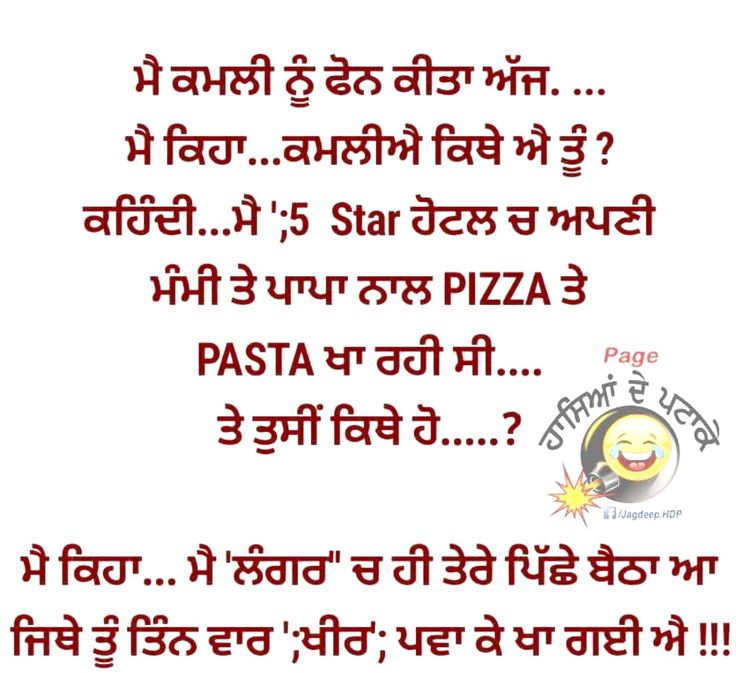 ਮੈ ਕਮਲੀ ਨੂੰ ਫੋਨ ਕੀਤਾ ਅੱਜ. ...
ਮੈ ਕਿਹਾ...ਕਮਲੀਐ ਕਿਥੇ ਐ ਤੂੰ ?
ਕਹਿੰਦੀ...ਮੈ ';5 Star ਹੋਟਲ ਚ ਅਪਣੀ
ਮੰਮੀ ਤੇ ਪਾਪਾ ਨਾਲ PIZZA ਤੇ
PASTA ਖਾ ਰਹੀ ਸੀ....
ਤੇ ਤੁਸੀਂ ਕਿਥੇ ਹੋ.....?
Page
ਹਾਸਿਆਂ ਦੇ ਪਟਾਕੇ
f/Jagdeep.HDP
ਮੈ ਕਿਹਾ... ਮੈ 'ਲੰਗਰ" ਚ ਹੀ ਤੇਰੇ ਪਿੱਛੇ ਬੈਠਾ ਆ
ਜਿਥੇ ਤੂੰ ਤਿੰਨ ਵਾਰ ';ਖੀਰ'; ਪਵਾ ਕੇ ਖਾ ਗਈ ਐ !!!